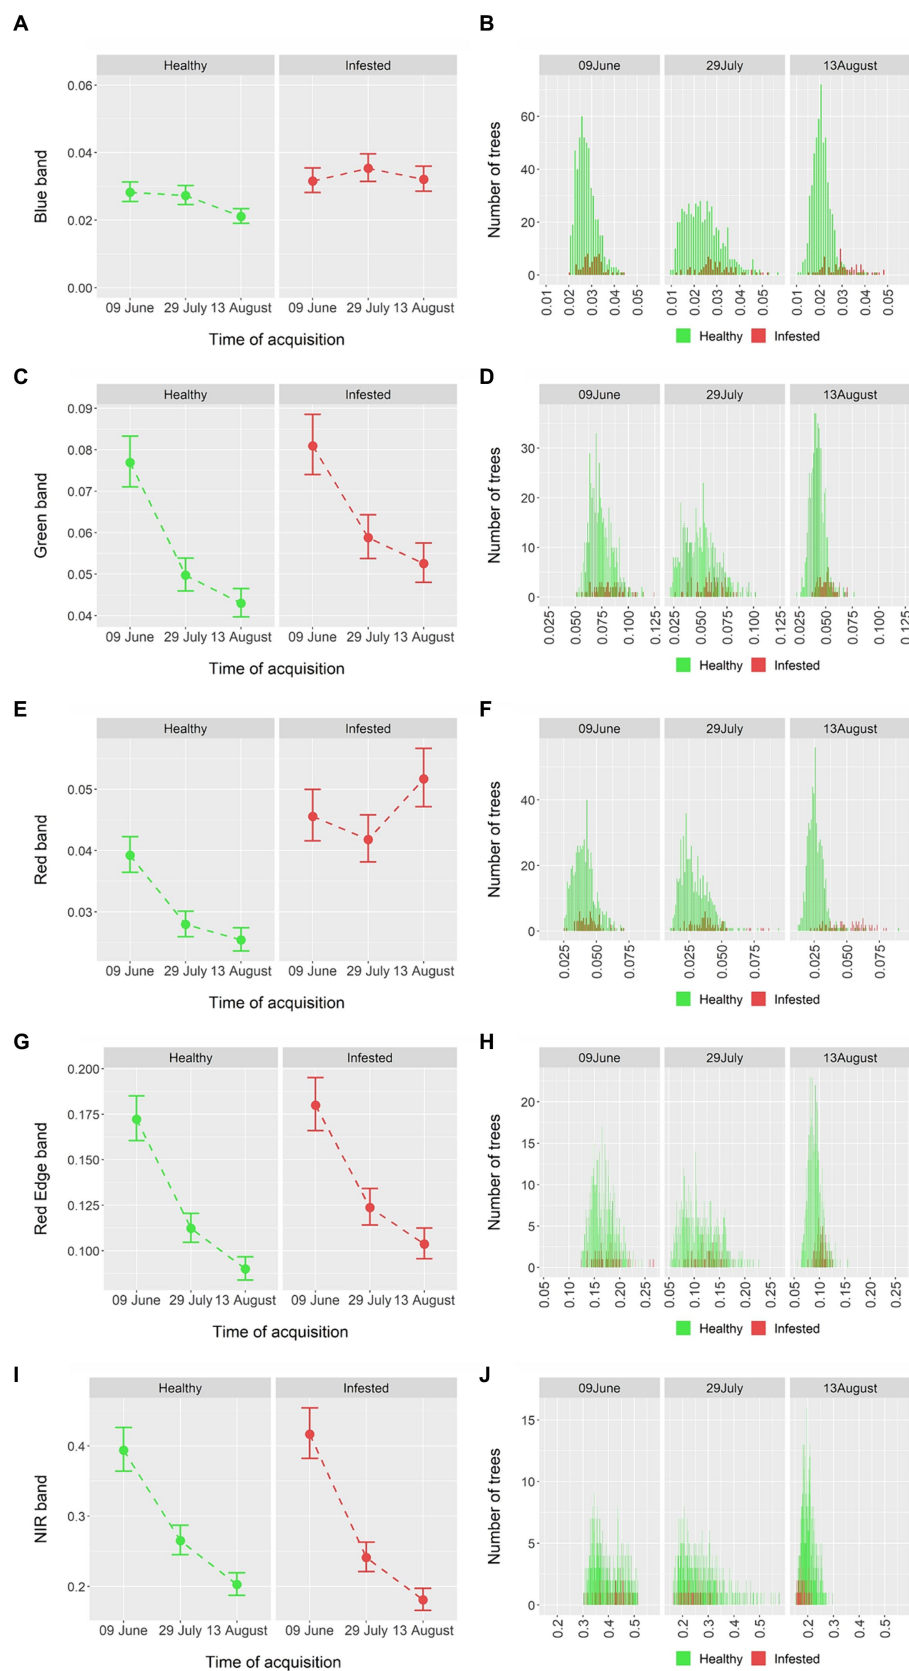 A
B
Healthy
Infested
0.06
0.04
0.02
0.00
Blue band
09 June 29 July 13 August
09 June 29 July 13 August
Time of acquisition
09June
29July
13August
60
40
20
0
Number of trees
0.01 0.02 0.03 0.04 0.05
0.01 0.02 0.03 0.04 0.05
0.01 0.02 0.03 0.04 0.05
Healthy Infested
C
D
Healthy
Infested
0.09
0.08
0.07
0.06
0.05
0.04
Green band
09 June 29 July 13 August
09 June 29 July 13 August
Time of acquisition
09June
29July
13August
30
20
10
0
Number of trees
0.025 0.050 0.075 0.100 0.125
0.025 0.050 0.075 0.100 0.125
0.025 0.050 0.075 0.100 0.125
Healthy Infested
E
F
Healthy
Infested
0.05
0.04
0.03
Red band
09 June 29 July 13 August
09 June 29 July 13 August
Time of acquisition
09June
29July
13August
40
20
0
Number of trees
0.025 0.050 0.075
0.025 0.050 0.075
0.025 0.050 0.075
Healthy Infested
G
H
Healthy
Infested
0.200
0.175
0.150
0.125
0.100
Red Edge band
09 June 29 July 13 August
09 June 29 July 13 August
Time of acquisition
09June
29July
13August
20
15
10
5
0
Number of trees
0.05 0.10 0.15 0.20 0.25
0.05 0.10 0.15 0.20 0.25
0.05 0.10 0.15 0.20 0.25
Healthy Infested
I
J
Healthy
Infested
0.4
0.3
0.2
NIR band
09 June 29 July 13 August
09 June 29 July 13 August
Time of acquisition
09June
29July
13August
15
10
5
0
Number of trees
0.2 0.3 0.4 0.5
0.2 0.3 0.4 0.5
0.2 0.3 0.4 0.5
Healthy Infested